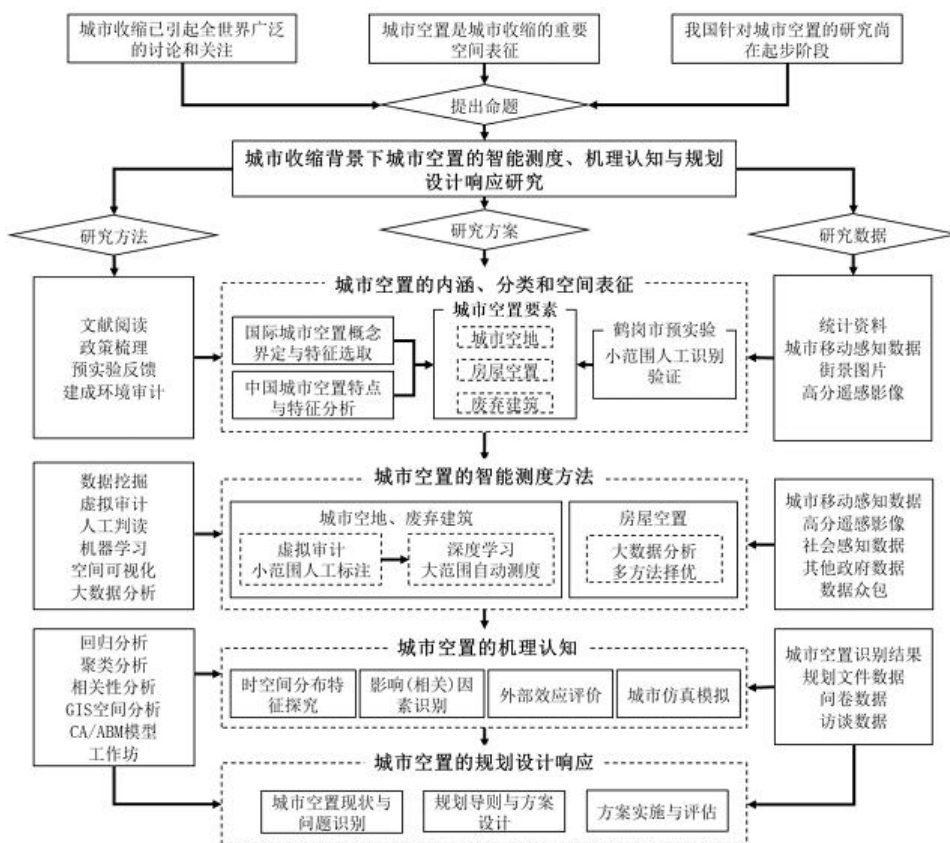 城市收缩已引起全世界广泛
的讨论和关注
城市空置是城市收缩的重要
空间表征
我国针对城市空置的研究尚
在起步阶段
提出命题
城市收缩背景下城市空置的智能测度、机理认知与规划
设计响应研究
研究方法
研究方案
研究数据
文献阅读
政策梳理
预实验反馈
建成环境审计
城市空置的内涵、分类和空间表征
国际城市空置概念
界定与特征选取
中国城市空置特点
与特征分析
城市空置要素
城市空地
房屋空置
废弃建筑
鹤岗市预实验
小范围人工识别
验证
统计资料
城市移动感知数据
街景图片
高分遥感影像
数据挖掘
虚拟审计
人工判读
机器学习
空间可视化
大数据分析
城市空置的智能测度方法
城市空地、废弃建筑
虚拟审计
小范围人工标注
深度学习
大范围自动测度
房屋空置
大数据分析
多方法择优
城市移动感知数据
高分遥感影像
社会感知数据
其他政府数据
数据众包
回归分析
聚类分析
相关性分析
GIS空间分析
CA/ABM模型
工作坊
城市空置的机理认知
时空间分布特
征探究
影响(相关)因
素识别
外部效应评价
城市仿真模拟
城市空置识别结果
规划文件数据
问卷数据
访谈数据
城市空置的规划设计响应
城市空置现状与
问题识别
规划导则与方案
设计
方案实施与评估